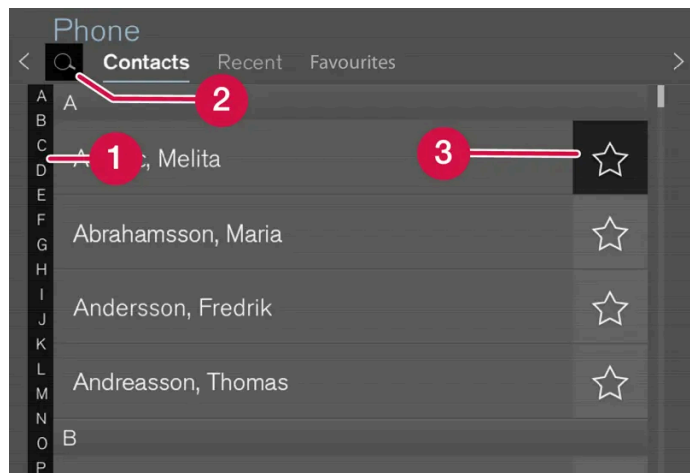 Phone
Contacts Recent Favourites
2
A
B
C
D
E
F
G
H
I
J
K
L
M
N
O
P
A
1
Melita
3
Abrahamsson, Maria
Andersson, Fredrik
Andreasson, Thomas
B